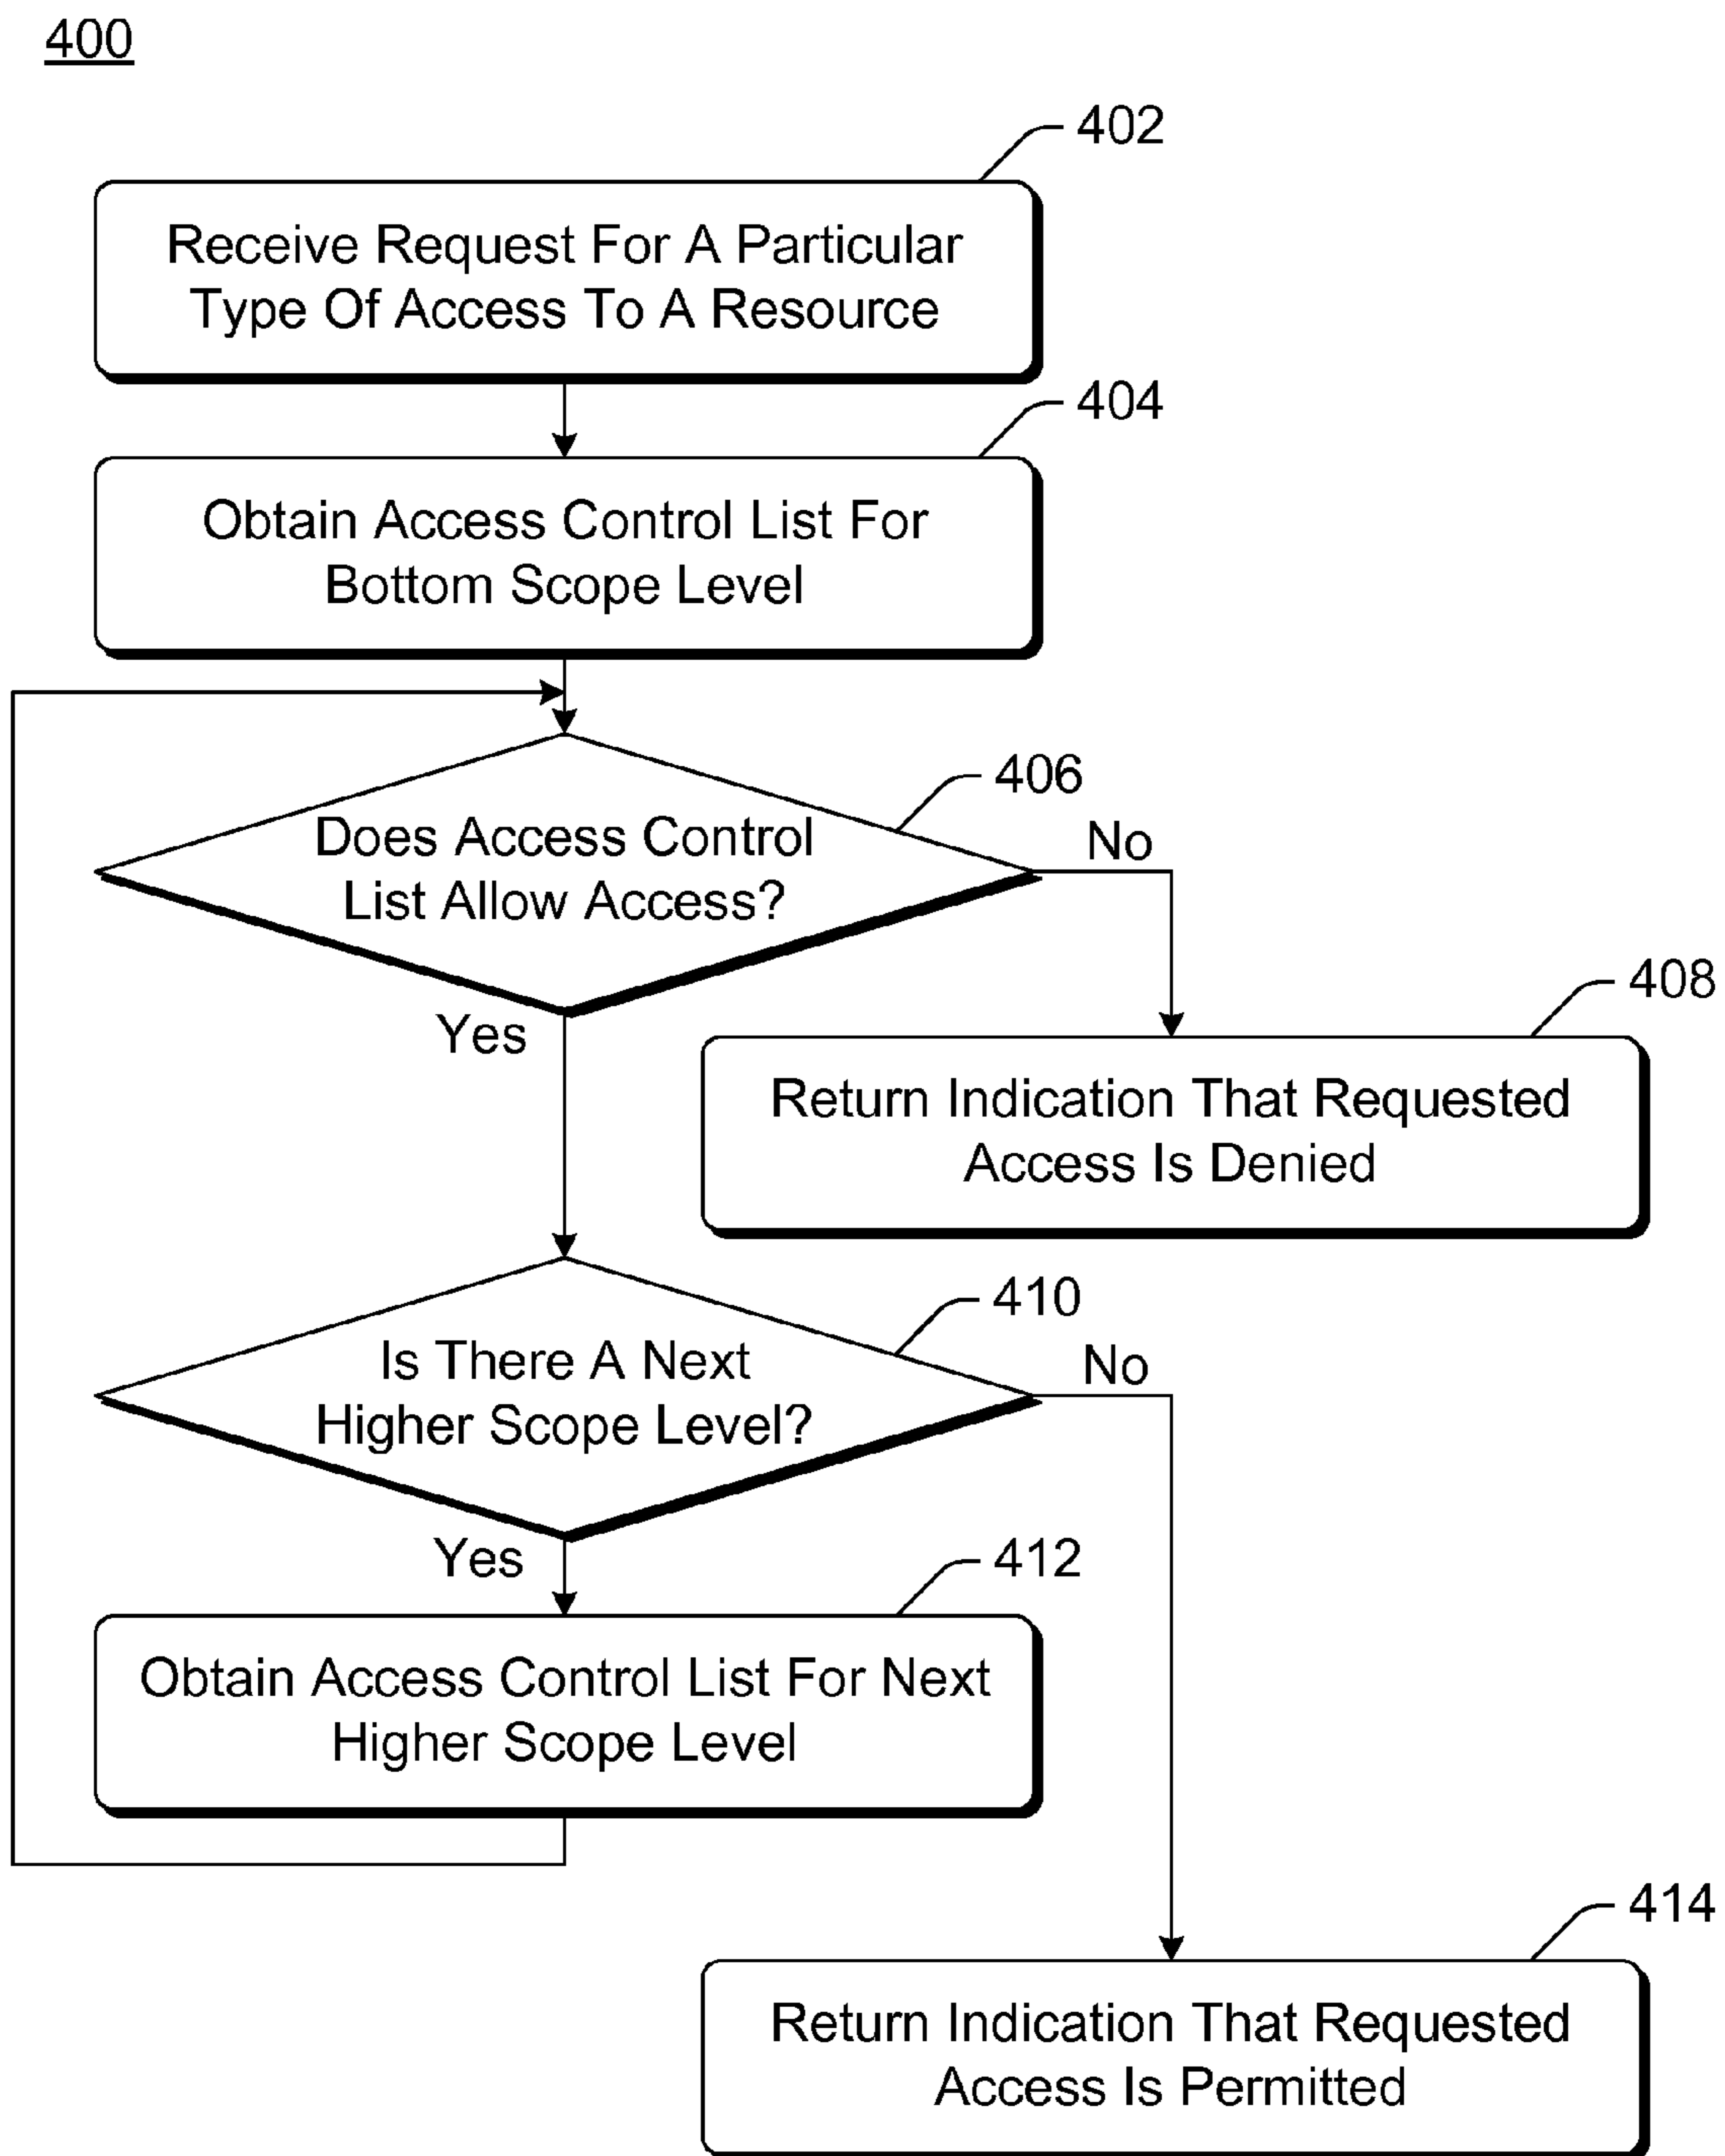 400
402
Receive Request For A Particular
Type Of Access To A Resource
404
Obtain Access Control List For
Bottom Scope Level
406
Does Access Control
List Allow Access?
No
Yes
408
Return Indication That Requested
Access Is Denied
410
Is There A Next
Higher Scope Level?
No
Yes
412
Obtain Access Control List For Next
Higher Scope Level
414
Return Indication That Requested
Access Is Permitted